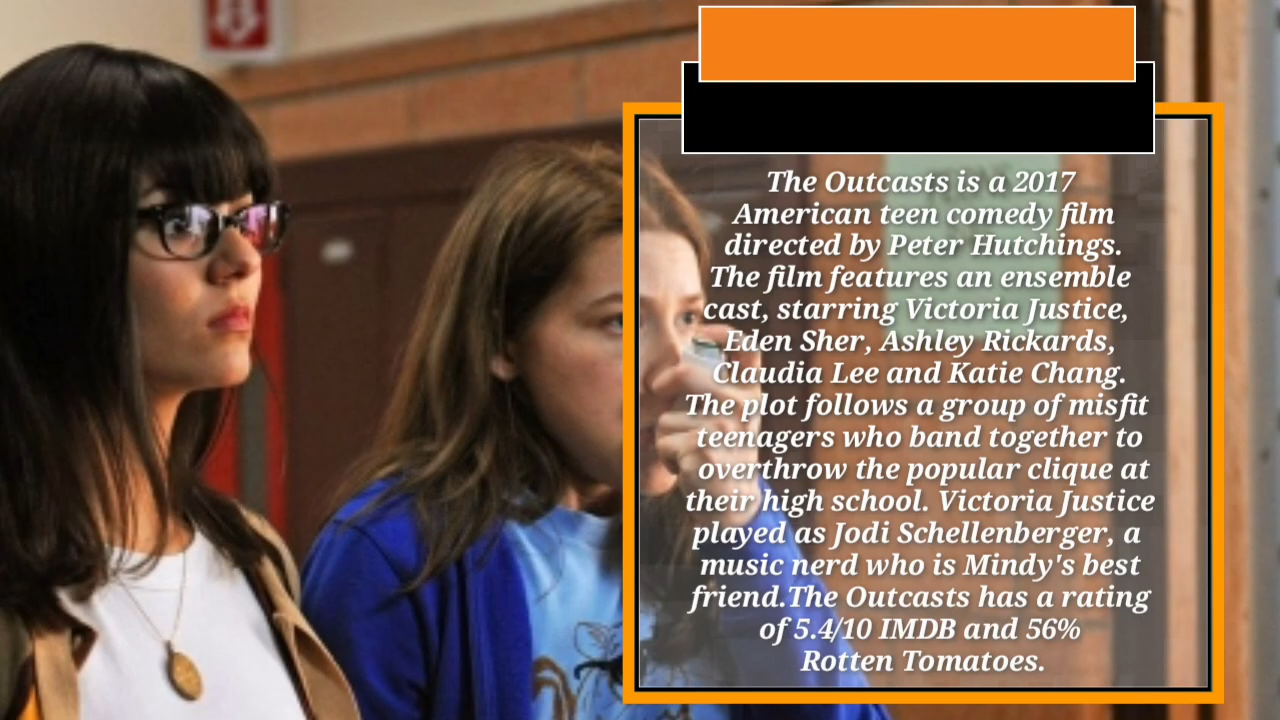 The Outcasts is a 2017
American teen comedy film
directed by Peter Hutchings.
The film features an ensemble
cast, starring Victoria Justice,
Eden Sher, Ashley Rickards,
Claudia Lee and Katie Chang.
The plot follows a group of misfit
teenagers who band together to
overthrow the popular clique at
their high school. Victoria Justice
played as Jodi Schellenberger, a
music nerd who is Mindy's best
friend.The Outcasts has a rating
of 5.4/10 IMDB and 56%
Rotten Tomatoes.